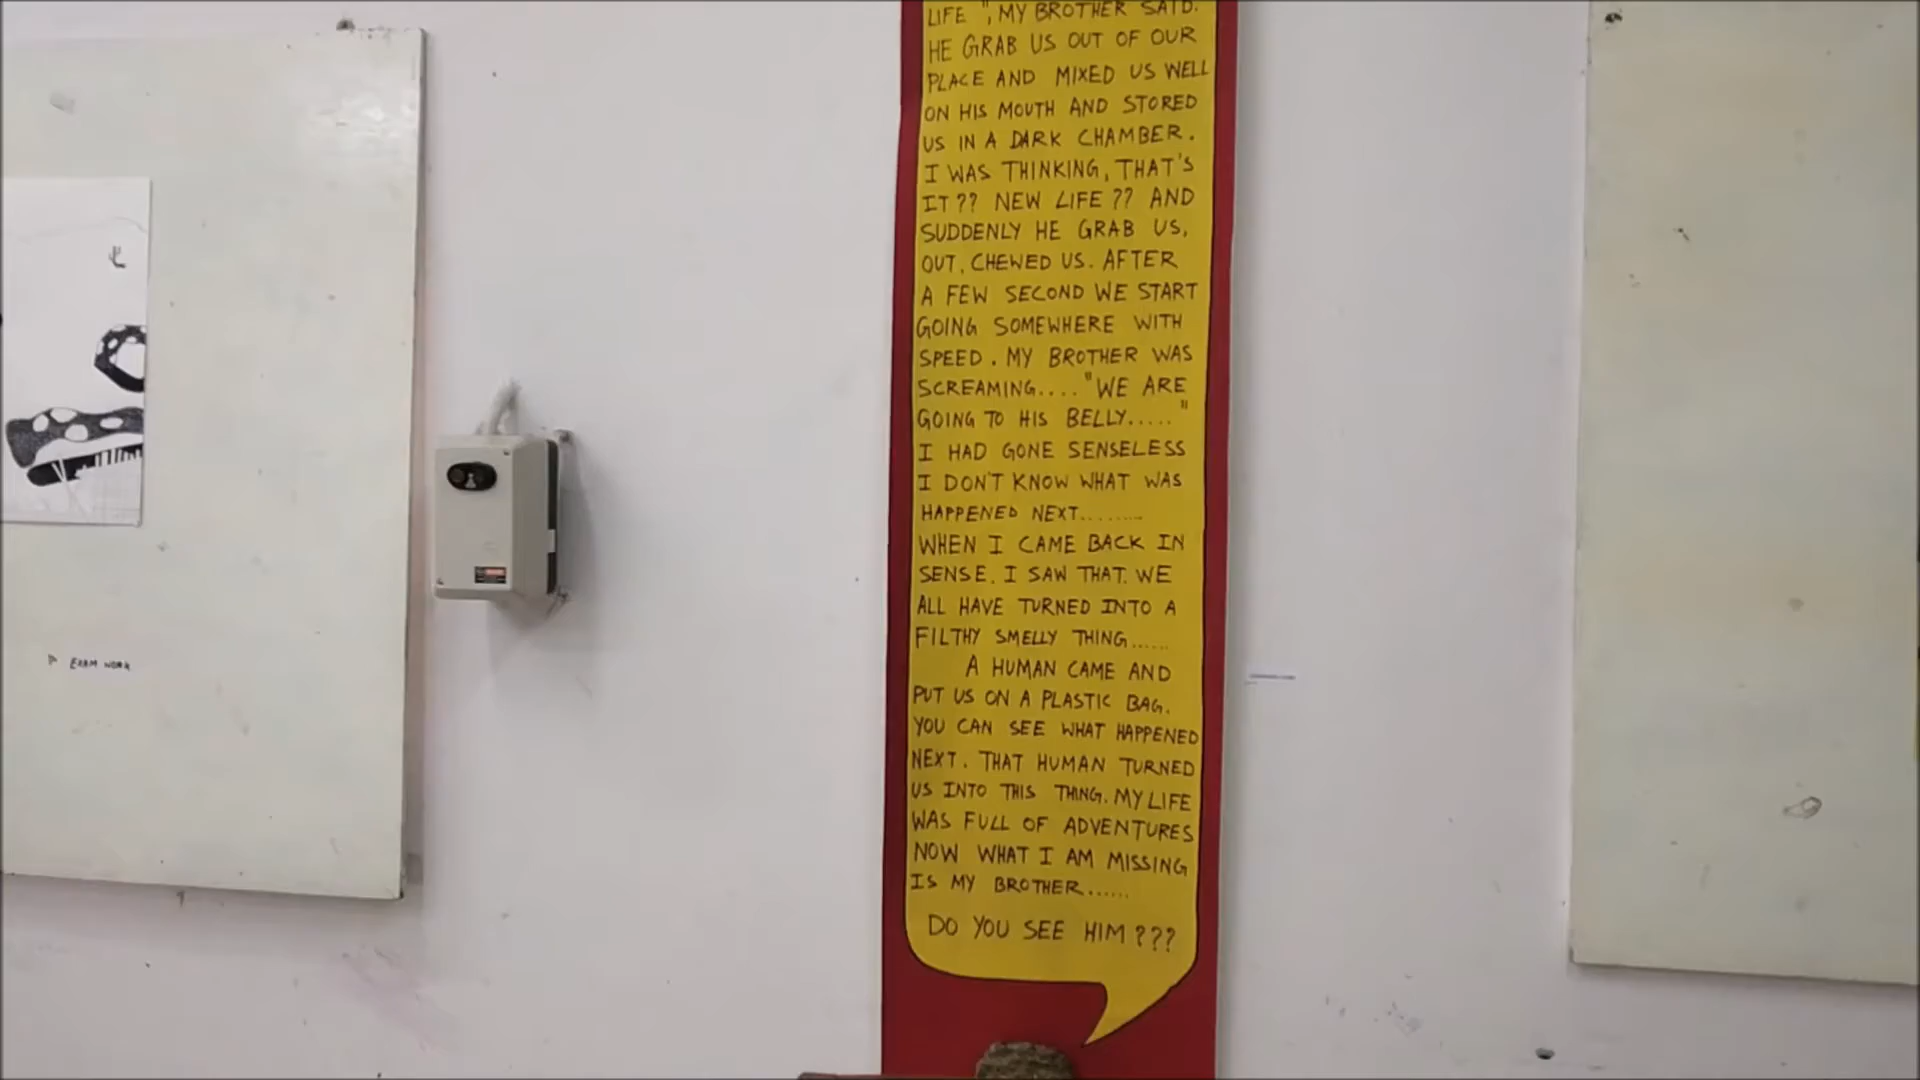 LIFE ", MY BROTHER SAID.
HE GRAB US OUT OF OUR
PLACE AND MIXED US WELL
ON HIS MOUTH AND STORED
US IN A DARK CHAMBER.
I WAS THINKING, THAT'S
IT?? NEW LIFE?? AND
SUDDENLY HE GRAB US,
OUT, CHEWED US. AFTER
A FEW SECOND WE START
GOING SOMEWHERE WITH
SPEED. MY BROTHER WAS
SCREAMING.... "WE ARE
GOING TO HIS BELLY....."
I HAD GONE SENSELESS
I DON'T KNOW WHAT WAS
HAPPENED NEXT........
WHEN I CAME BACK IN
SENSE, I SAW THAT. WE
ALL HAVE TURNED INTO A
FILTHY SMELLY THING......
A HUMAN CAME AND
PUT US ON A PLASTIC BAG.
YOU CAN SEE WHAT HAPPENED
NEXT. THAT HUMAN TURNED
US INTO THIS THING. MY LIFE
WAS FULL OF ADVENTURES
NOW WHAT I AM MISSING
IS MY BROTHER......
DO YOU SEE HIM???
EXAM WORK